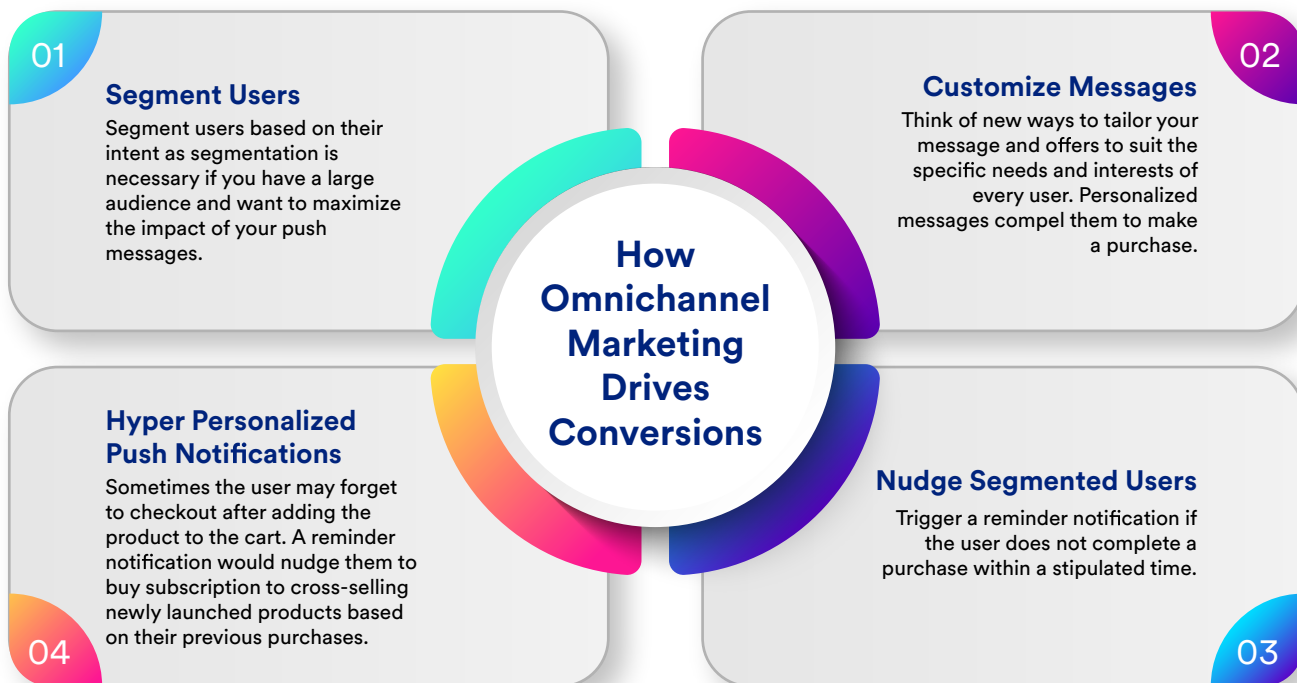 01
Segment Users
Segment users based on their
intent as segmentation is
necessary if you have a large
audience and want to maximize
the impact of your push
messages.
02
Customize Messages
Think of new ways to tailor your
message and offers to suit the
specific needs and interests of
every user. Personalized
messages compel them to make
a purchase.
How
Omnichannel
Marketing
Drives
Conversions
Nudge Segmented Users
Trigger a reminder notification if
the user does not complete a
purchase within a stipulated time.
03
Hyper Personalized
Push Notifications
Sometimes the user may forget
to checkout after adding the
product to the cart. A reminder
notification would nudge them to
buy subscription to cross-selling
newly launched products based
on their previous purchases.
04